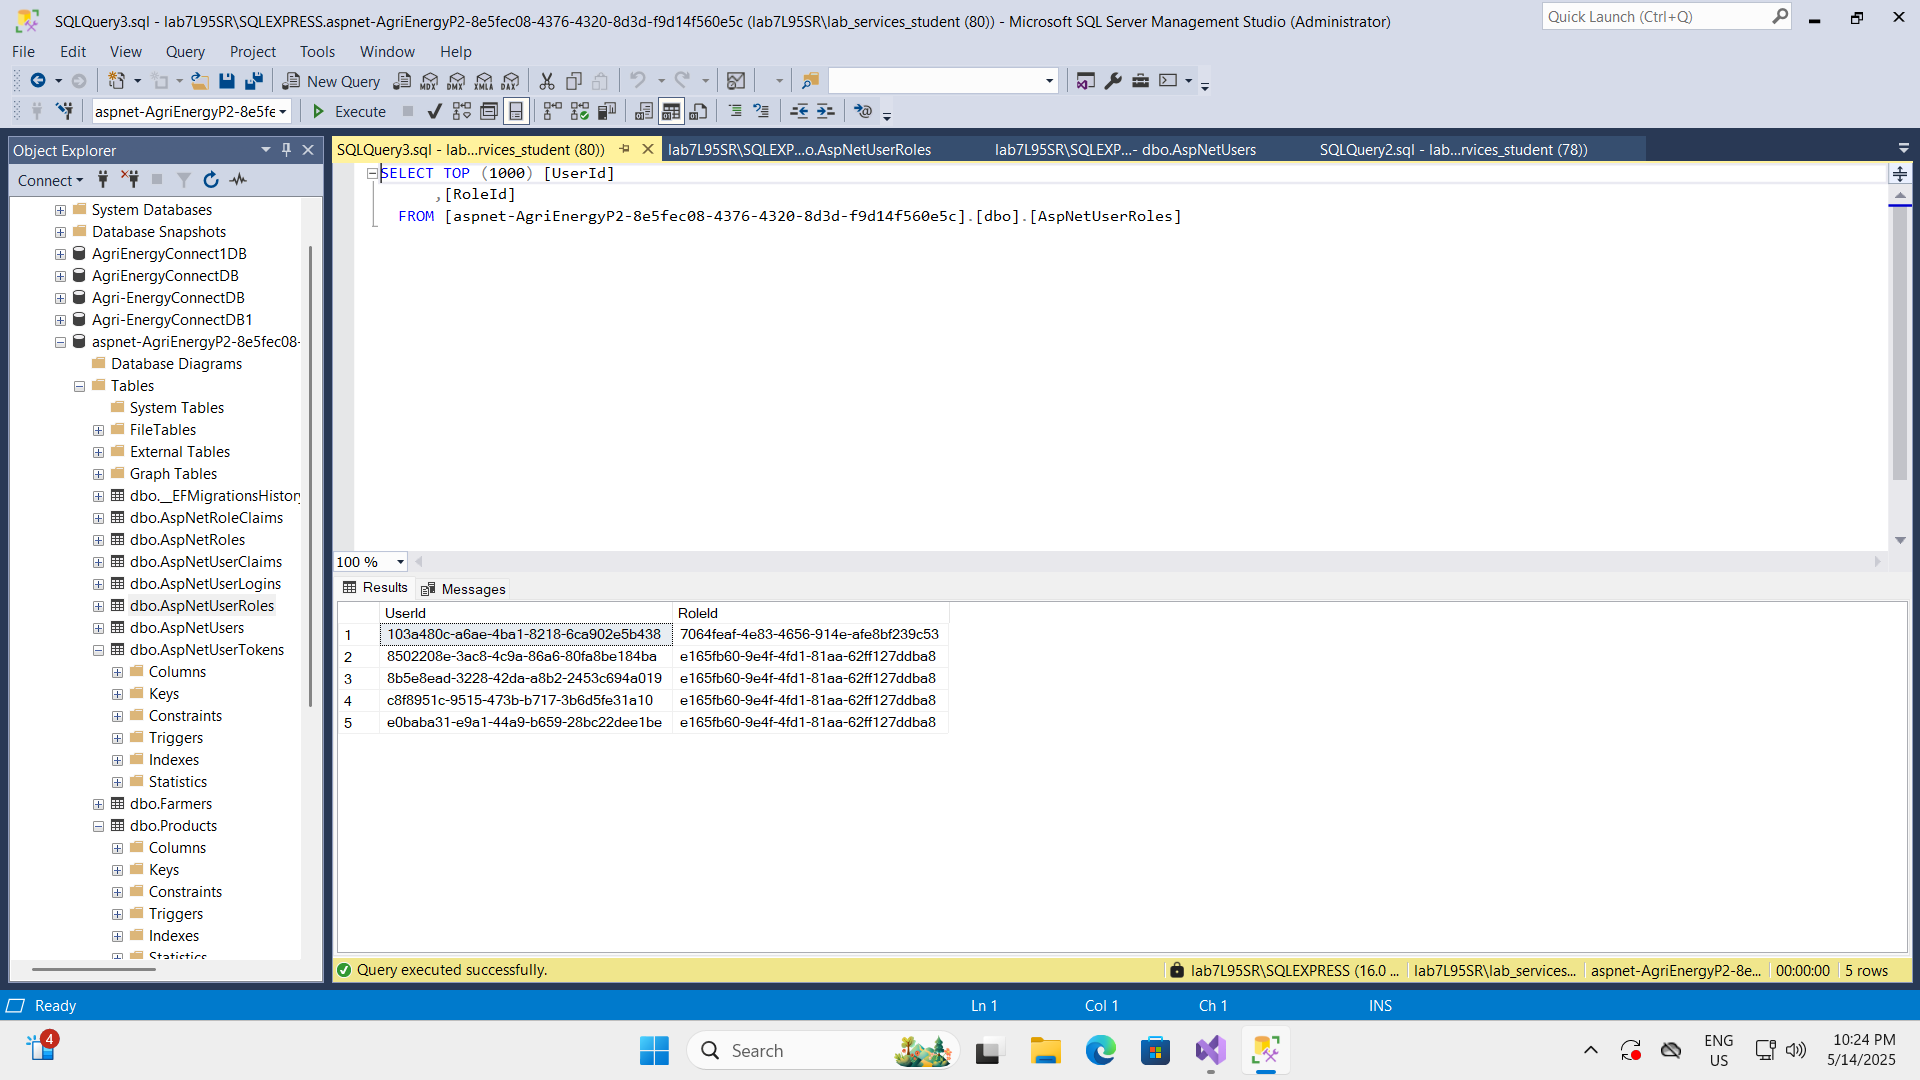 SQLQuery3.sql - lab7L95SR\SQLEXPRESS.aspnet-AgriEnergyP2-8e5fec08-4376-4320-8d3d-f9d14f560e5c (lab7L95SR\lab_services_student (80)) - Microsoft SQL Server Management Studio (Administrator)
Quick Launch (Ctrl+Q)
File Edit View Query Project Tools Window Help
New Query
MDX DMX XMLA DAX
aspnet-AgriEnergyP2-8e5fe
Execute
Object Explorer
Connect
System Databases
Database Snapshots
AgriEnergyConnect1DB
AgriEnergyConnectDB
Agri-EnergyConnectDB
Agri-EnergyConnectDB1
aspnet-AgriEnergyP2-8e5fec08-
Database Diagrams
Tables
System Tables
FileTables
External Tables
Graph Tables
dbo.__EFMigrationsHistory
dbo.AspNetRoleClaims
dbo.AspNetRoles
dbo.AspNetUserClaims
dbo.AspNetUserLogins
dbo.AspNetUserRoles
dbo.AspNetUsers
dbo.AspNetUserTokens
Columns
Keys
Constraints
Triggers
Indexes
Statistics
dbo.Farmers
dbo.Products
Columns
Keys
Constraints
Triggers
Indexes
Statistics
SQLQuery3.sql - lab...rvices_student (80))
lab7L95SR\SQLEXP...o.AspNetUserRoles
lab7L95SR\SQLEXP...- dbo.AspNetUsers
SQLQuery2.sql - lab...rvices_student (78))
SELECT TOP (1000) [UserId]
,[RoleId]
FROM [aspnet-AgriEnergyP2-8e5fec08-4376-4320-8d3d-f9d14f560e5c].[dbo].[AspNetUserRoles]
100 %
Results Messages
UserId RoleId
1 103a480c-a6ae-4ba1-8218-6ca902e5b438 7064feaf-4e83-4656-914e-afe8bf239c53
2 8502208e-3ac8-4c9a-86a6-80fa8be184ba e165fb60-9e4f-4fd1-81aa-62ff127ddba8
3 8b5e8ead-3228-42da-a8b2-2453c694a019 e165fb60-9e4f-4fd1-81aa-62ff127ddba8
4 c8f8951c-9515-473b-b717-3b6d5fe31a10 e165fb60-9e4f-4fd1-81aa-62ff127ddba8
5 e0baba31-e9a1-44a9-b659-28bc22dee1be e165fb60-9e4f-4fd1-81aa-62ff127ddba8
Query executed successfully.
lab7L95SR\SQLEXPRESS (16.0 ... lab7L95SR\lab_services... aspnet-AgriEnergyP2-8e... 00:00:00 5 rows
Ready
Ln 1 Col 1 Ch 1 INS
4
Search
ENG
US
10:24 PM
5/14/2025